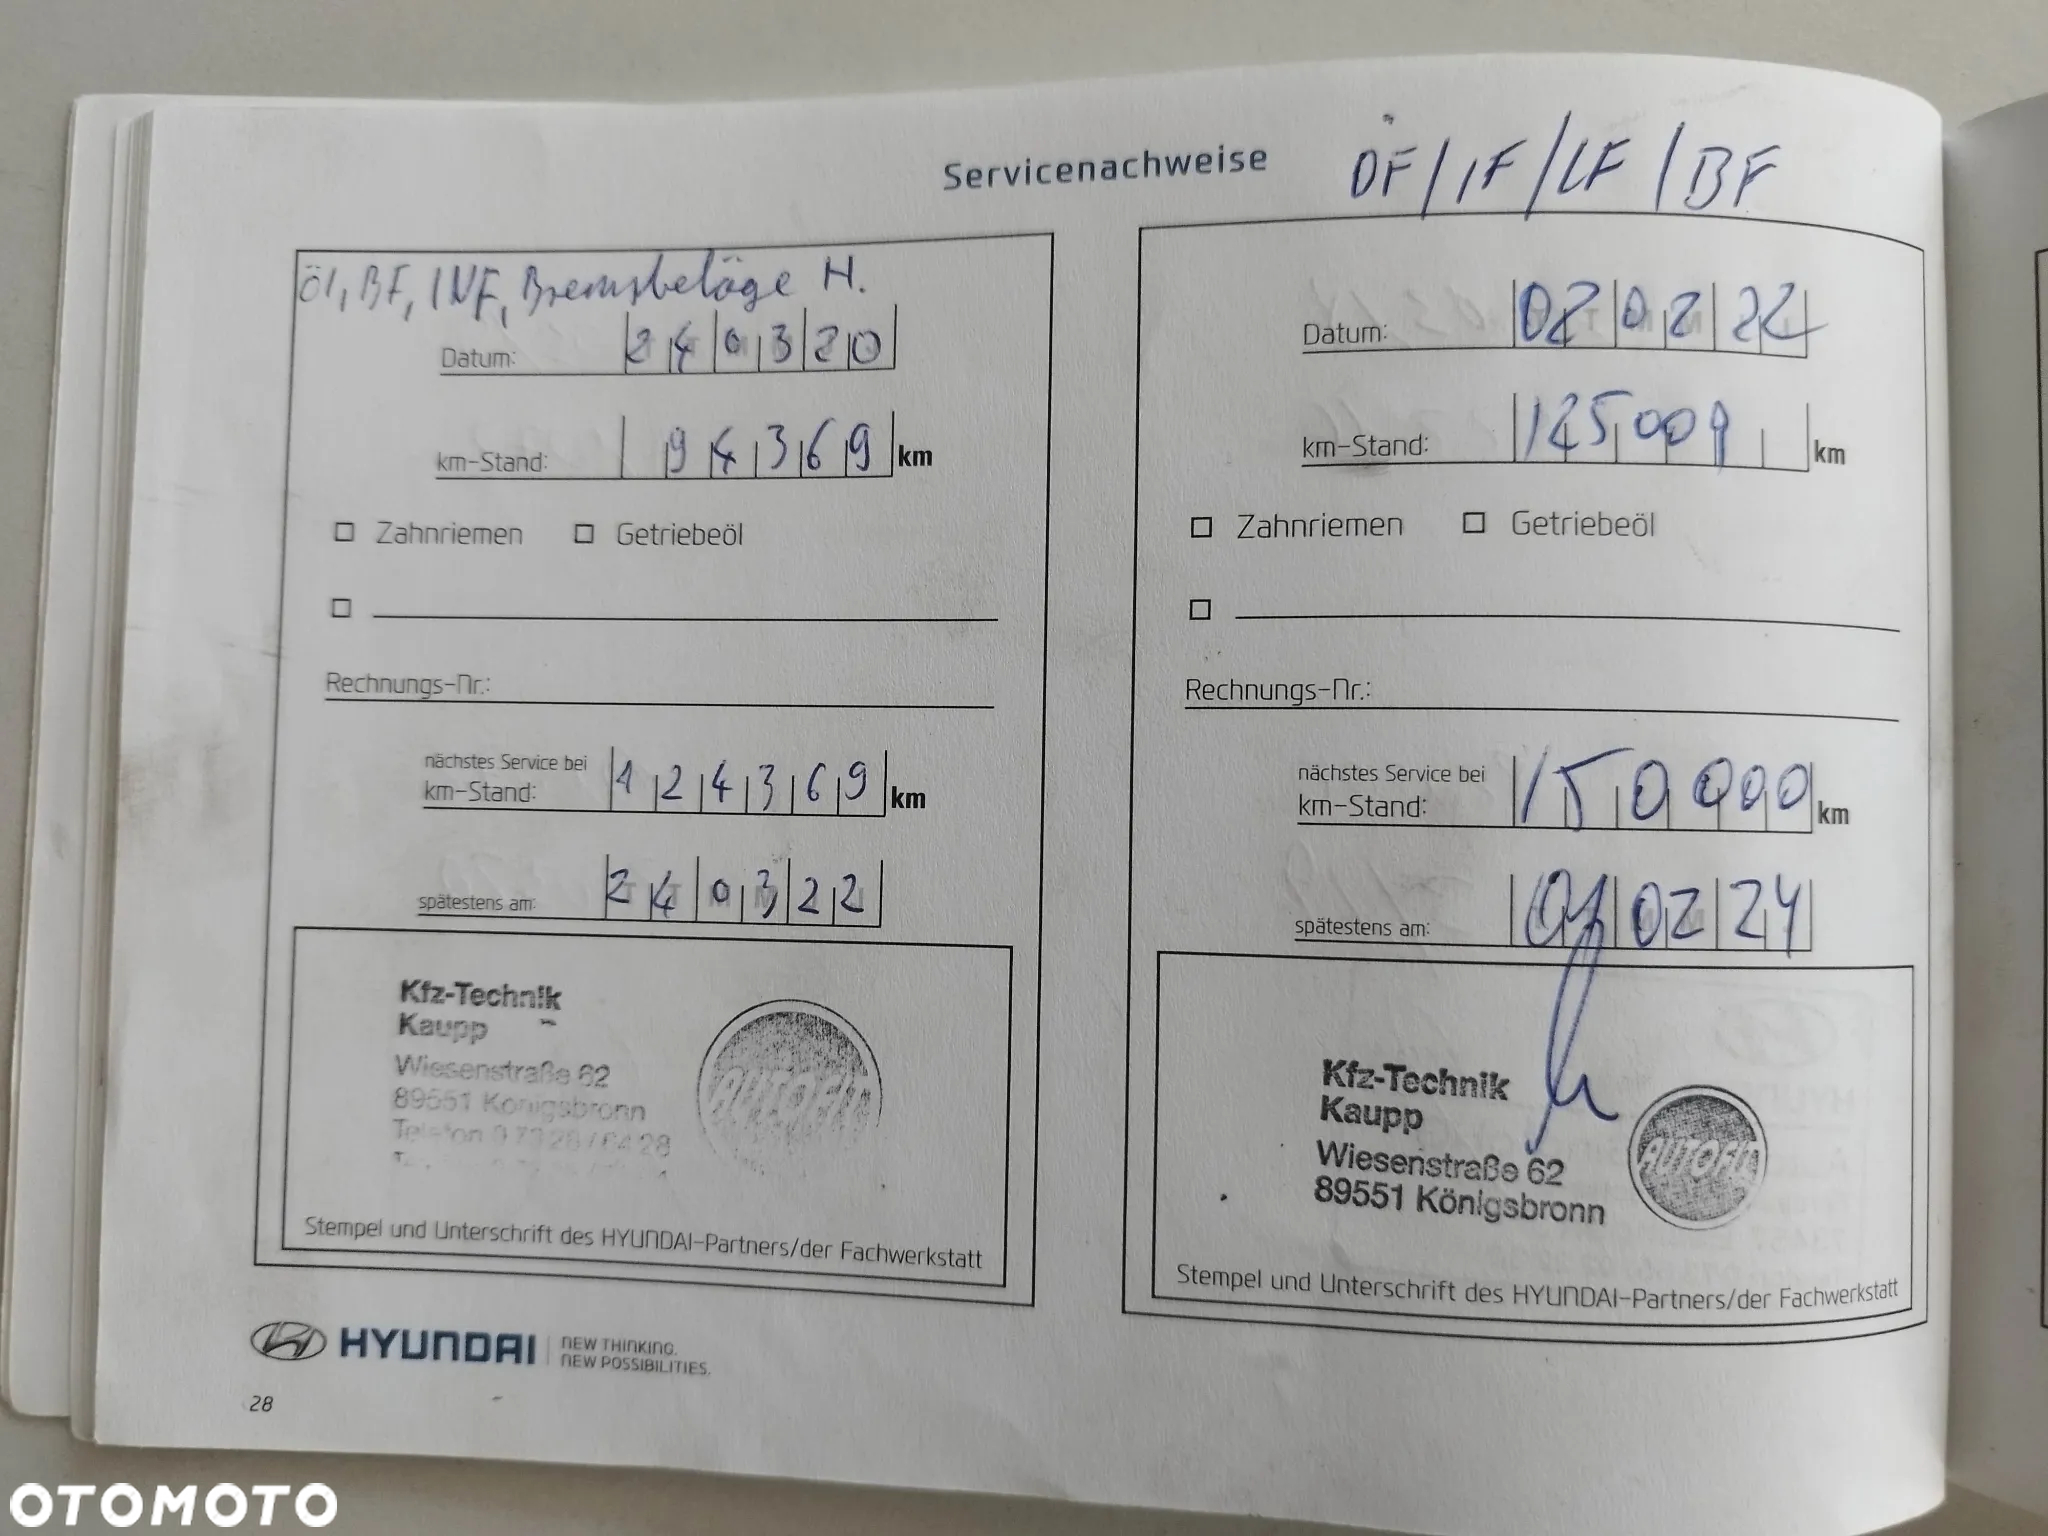 Servicenachweise ÖF/IF/LF/BF
Öl, BF, INF, Bremsbeläge H.
Datum: 240320
km-Stand: 94369 km
Zahnriemen Getriebeöl
Rechnungs-Nr.:
nächstes Service bei
km-Stand: 124369 km
spätestens am: 240322
Kfz-Technik
Kaupp
Wiesenstraße 62
89551 Königsbronn
Telefon
AUTOFIT
Stempel und Unterschrift des HYUNDAI-Partners/der Fachwerkstatt
Datum: 020222
km-Stand: 125009 km
Zahnriemen Getriebeöl
Rechnungs-Nr.:
nächstes Service bei
km-Stand: 150000 km
spätestens am: 010224
Kfz-Technik
Kaupp
Wiesenstraße 62
89551 Königsbronn
AUTOFIT
Stempel und Unterschrift des HYUNDAI-Partners/der Fachwerkstatt
HYUNDAI NEW THINKING.
NEW POSSIBILITIES.
28
OTOMOTO